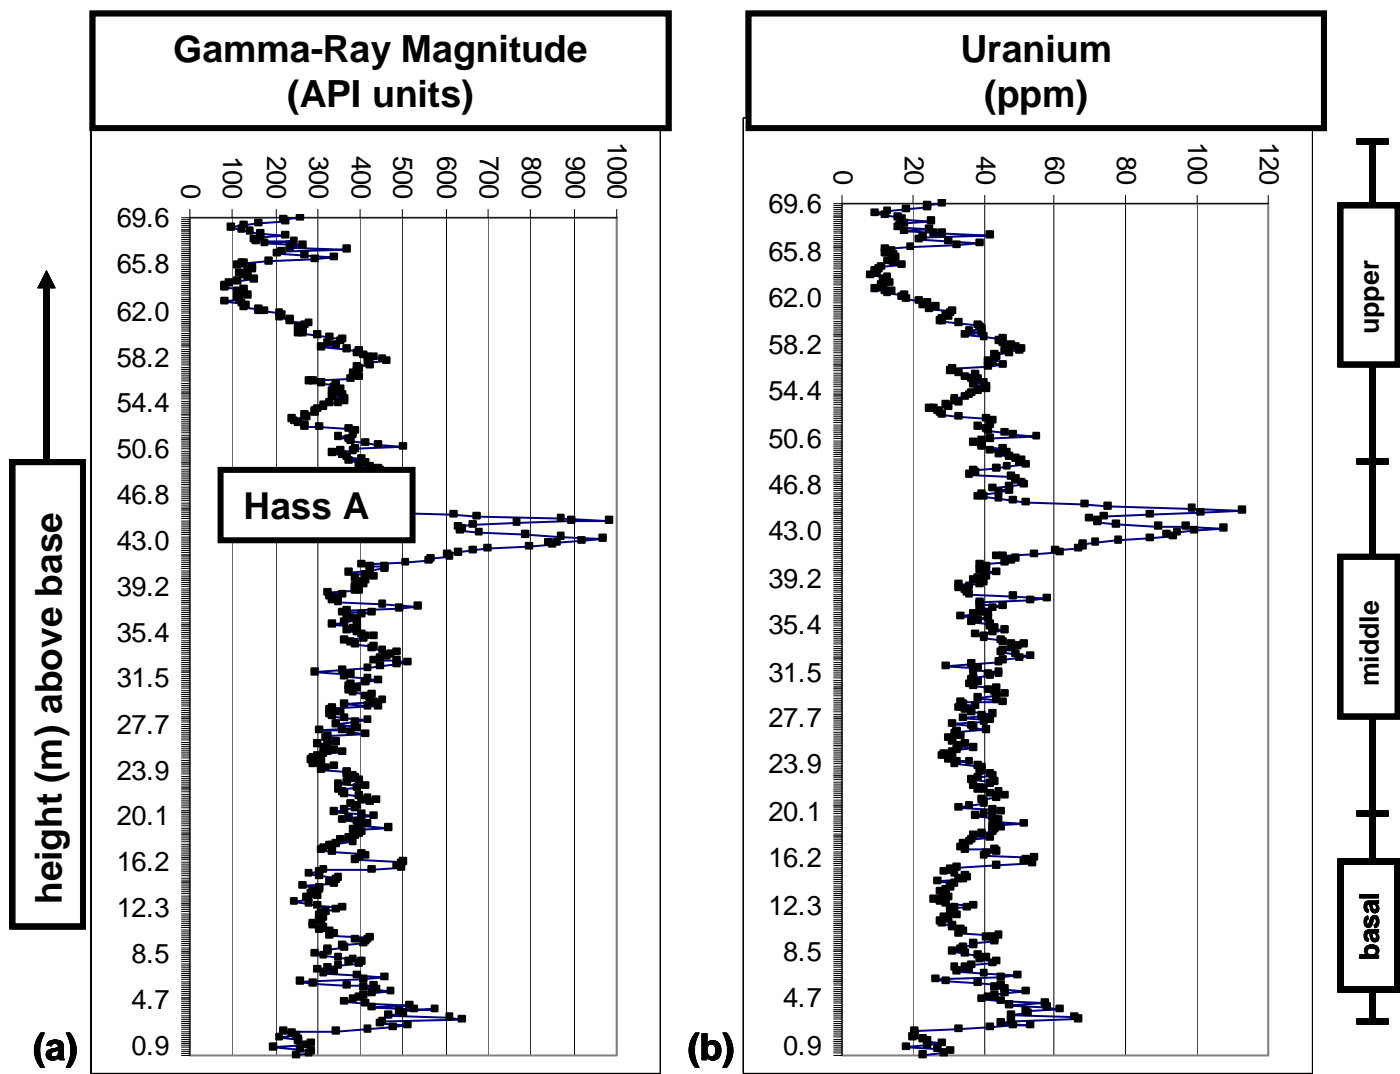 Gamma-Ray Magnitude
(API units)
Uranium
(ppm)
0 100 200 300 400 500 600 700 800 900 1000
0 20 40 60 80 100 120
69.6
65.8
62.0
58.2
54.4
50.6
46.8
43.0
39.2
35.4
31.5
27.7
23.9
20.1
16.2
12.3
8.5
4.7
0.9
Hass A
height (m) above base
(a)
69.6
65.8
62.0
58.2
54.4
50.6
46.8
43.0
39.2
35.4
31.5
27.7
23.9
20.1
16.2
12.3
8.5
4.7
0.9
(b)
upper
middle
basal